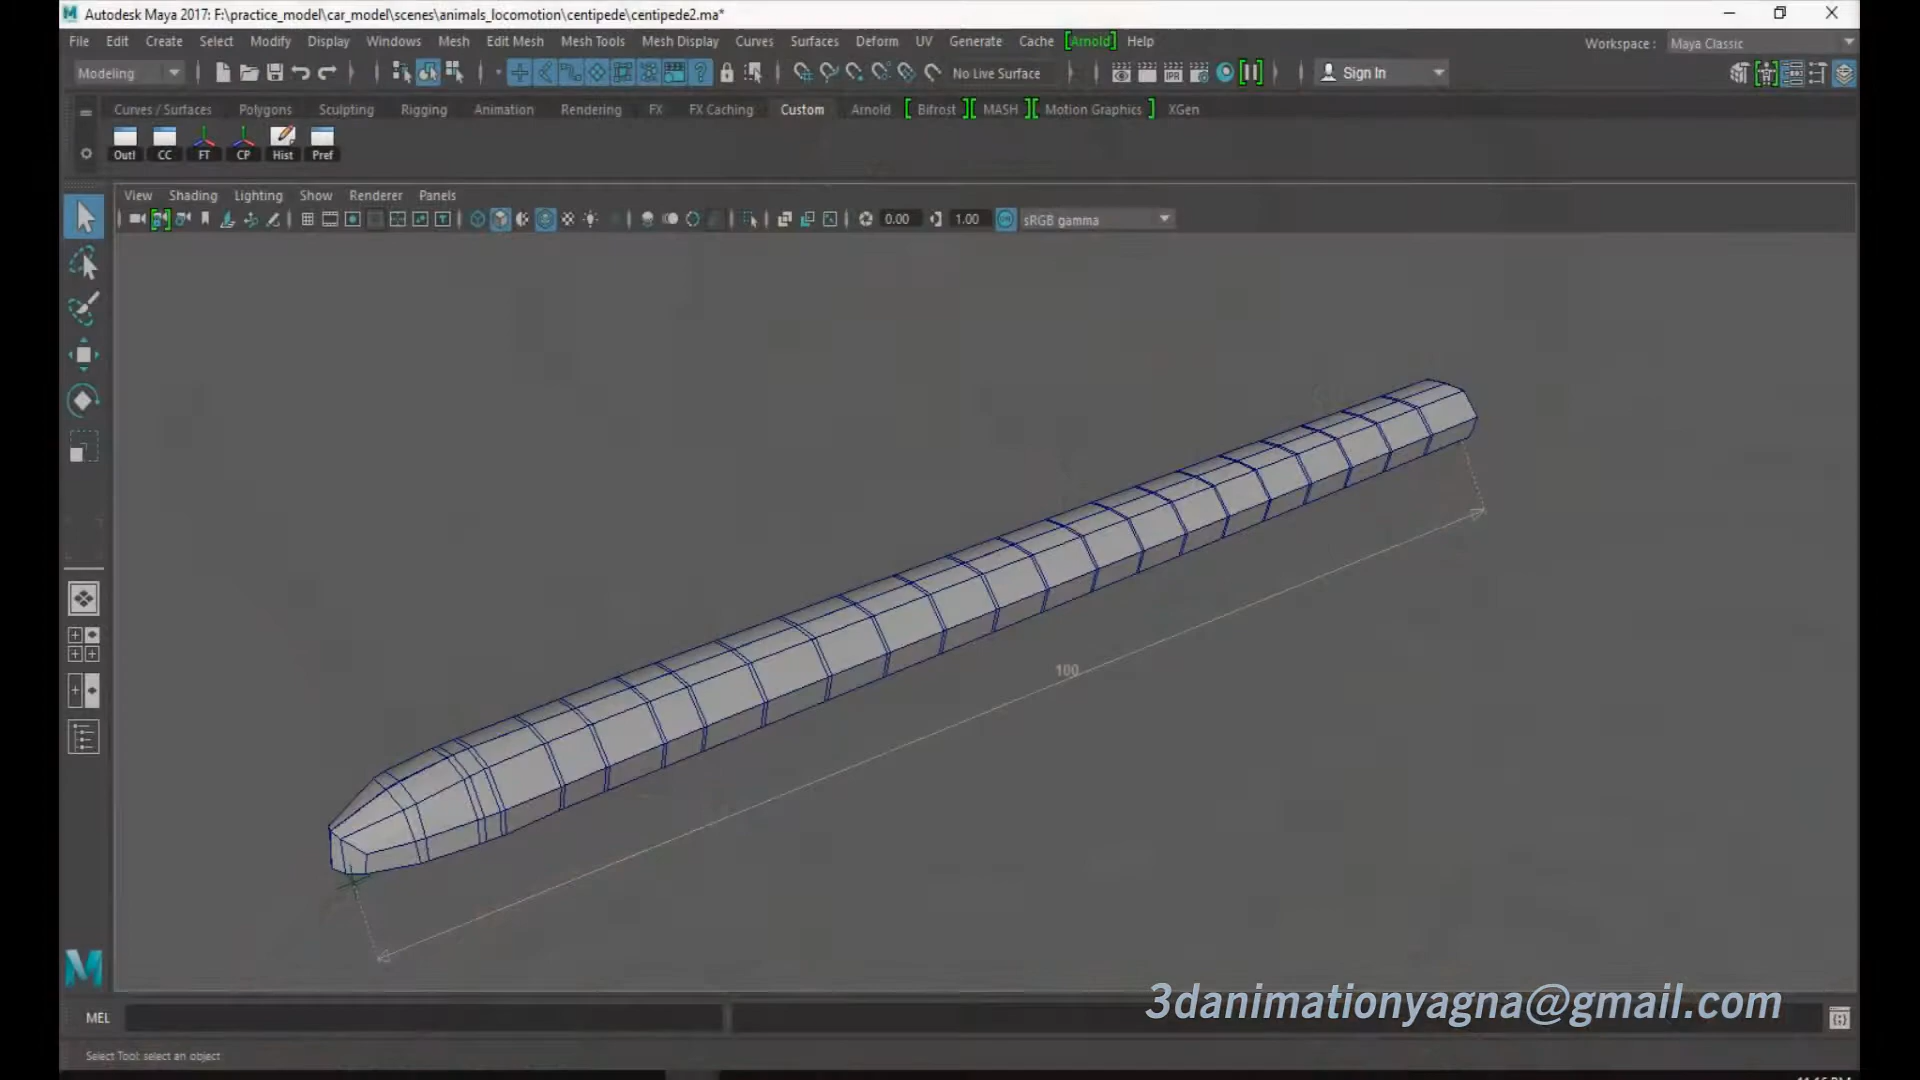 Autodesk Maya 2017: F:\practice_model\car_model\scenes\animals_locomotion\centipede\centipede2.ma*
File Edit Create Select Modify Display Windows Mesh Edit Mesh Mesh Tools Mesh Display Curves Surfaces Deform UV Generate Cache [Arnold] Help
Workspace : Maya Classic
Modeling No Live Surface IPR Sign In
Curves / Surfaces Polygons Sculpting Rigging Animation Rendering FX FX Caching Custom Arnold [ Bifrost ][ MASH ][ Motion Graphics ] XGen
Outl CC FT CP Hist Pref
View Shading Lighting Show Renderer Panels
0.00 1.00 sRGB gamma
100
3danimationyagna@gmail.com
MEL
Select Tool: select an object